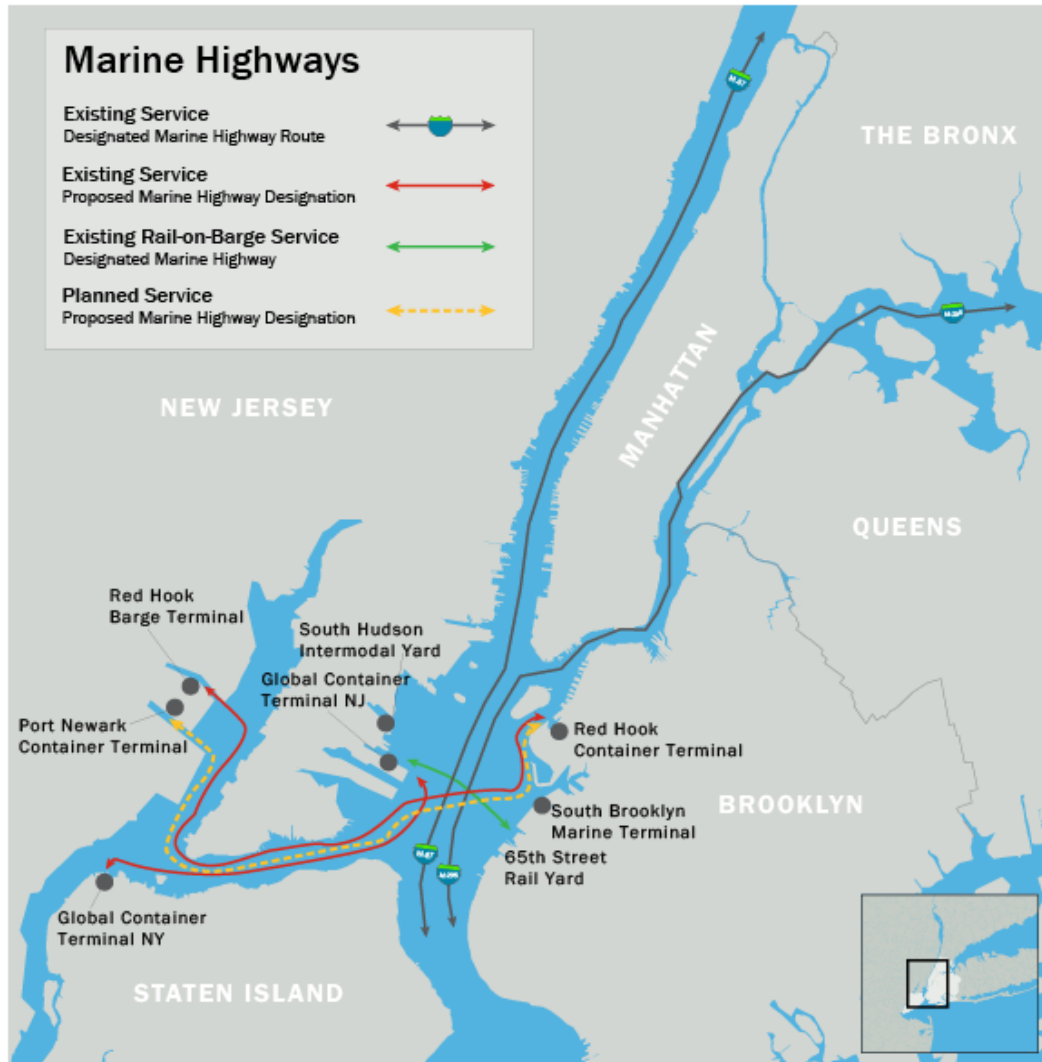 Marine Highways
Existing Service
Designated Marine Highway Route
Existing Service
Proposed Marine Highway Designation
Existing Rail-on-Barge Service
Designated Marine Highway
Planned Service
Proposed Marine Highway Designation
M-87
THE BRONX
NEW JERSEY
MANHATTAN
QUEENS
Red Hook
Barge Terminal
South Hudson
Intermodal Yard
Global Container
Terminal NJ
Port Newark
Container Terminal
Red Hook
Container Terminal
BROOKLYN
South Brooklyn
Marine Terminal
65th Street
Rail Yard
M-87
M-295
Global Container
Terminal NY
STATEN ISLAND